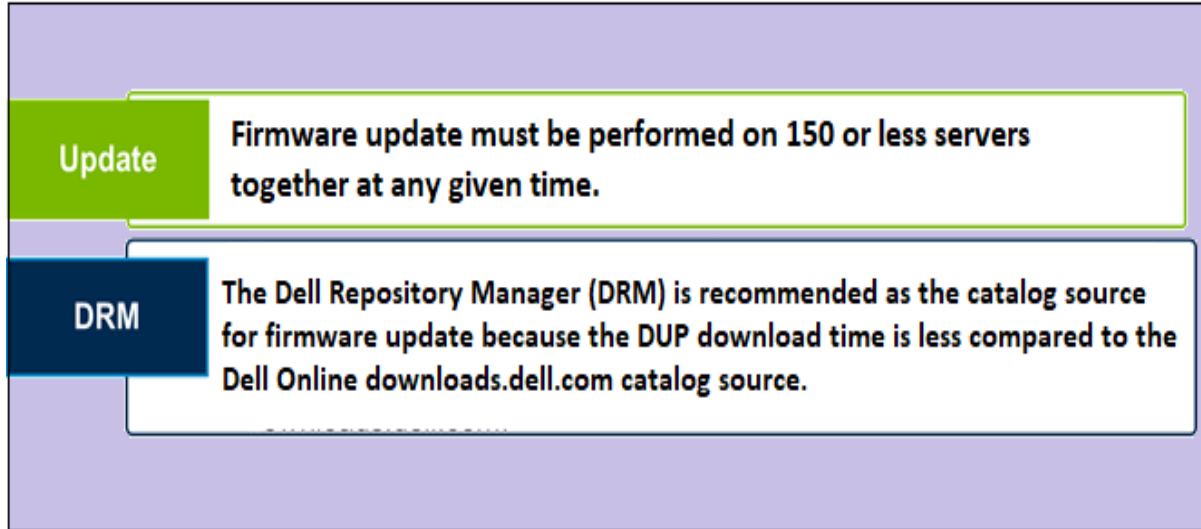 Update
Firmware update must be performed on 150 or less servers
together at any given time.
DRM
The Dell Repository Manager (DRM) is recommended as the catalog source
for firmware update because the DUP download time is less compared to the
Dell Online downloads.dell.com catalog source.